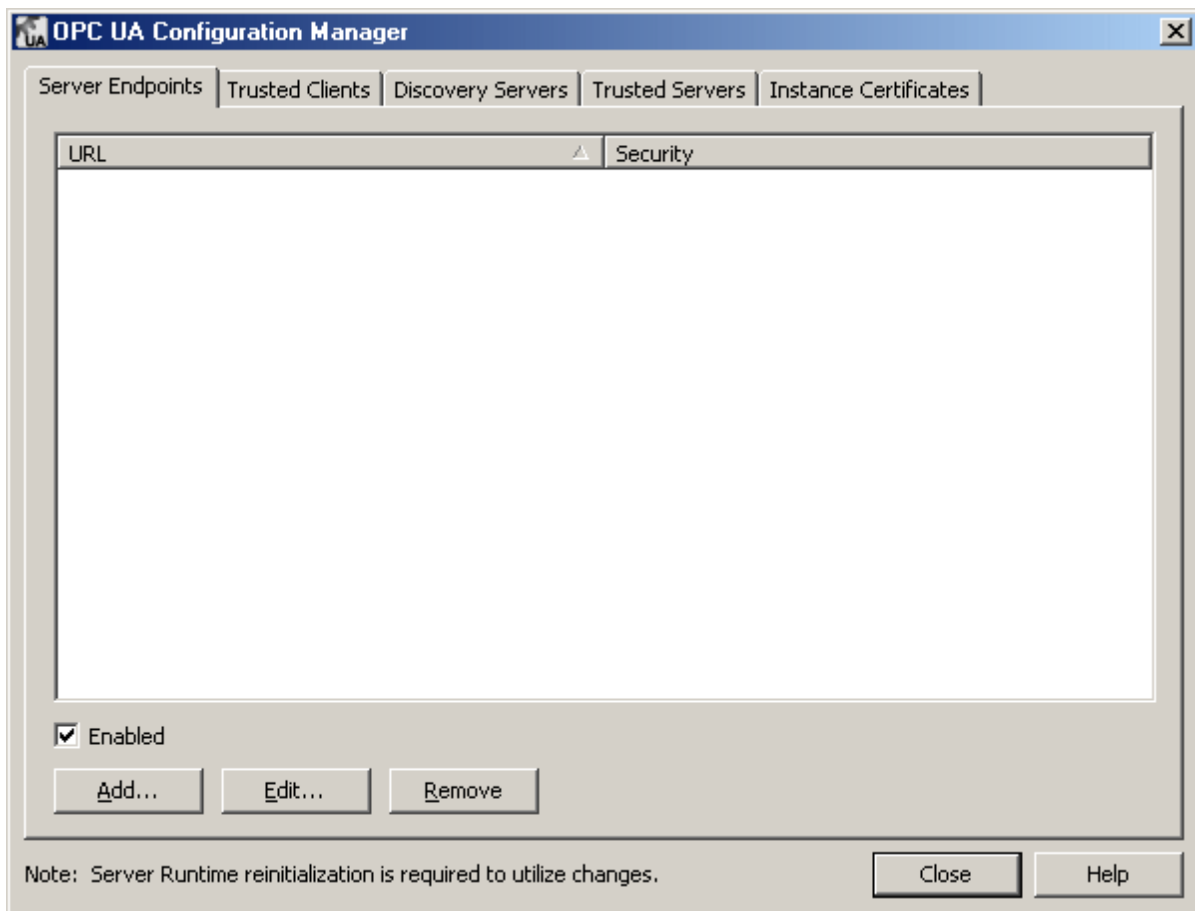 UA OPC UA Configuration Manager
Server Endpoints Trusted Clients Discovery Servers Trusted Servers Instance Certificates
URL Security
Enabled
Add... Edit... Remove
Note: Server Runtime reinitialization is required to utilize changes. Close Help